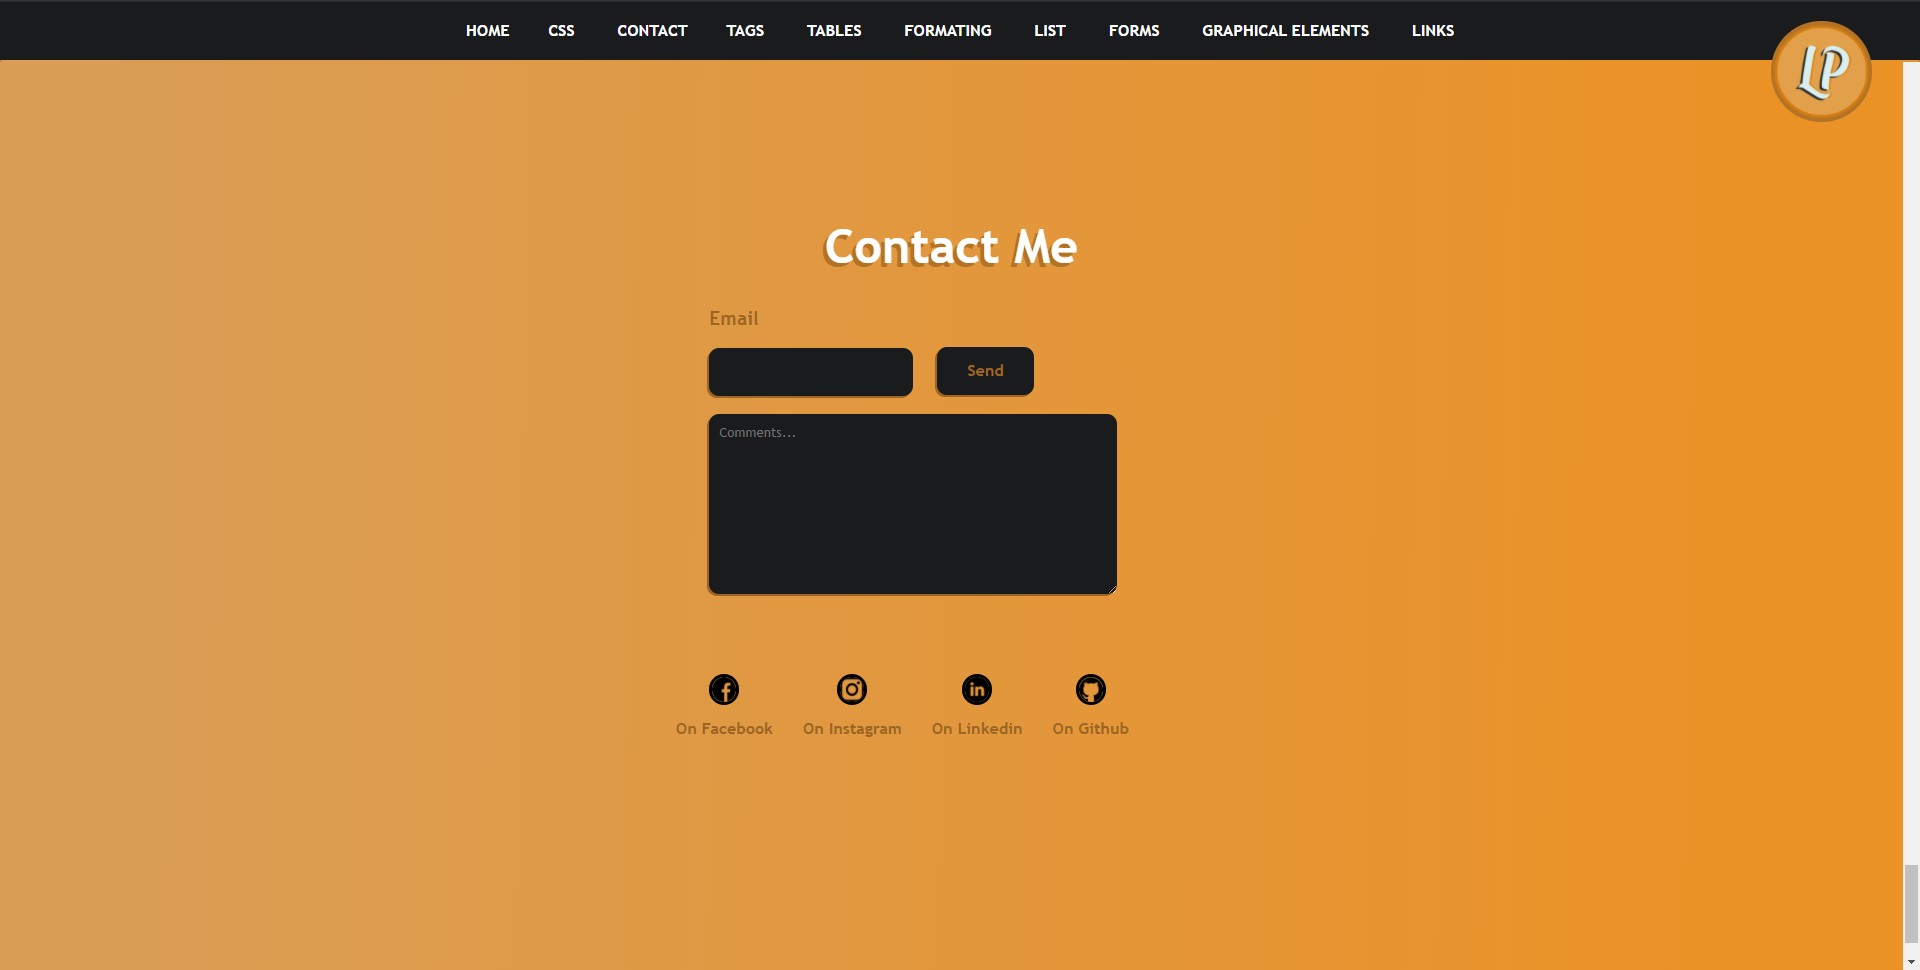 HOME CSS CONTACT TAGS TABLES FORMATING LIST FORMS GRAPHICAL ELEMENTS LINKS
LP
Contact Me
Email
Send
Comments...
On Facebook On Instagram On Linkedin On Github